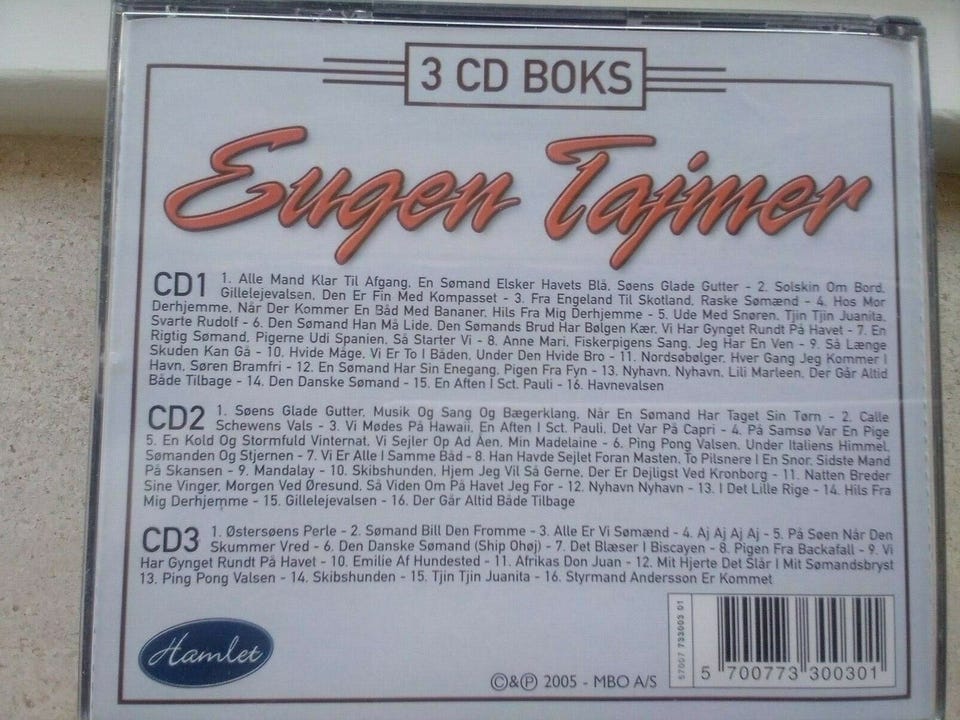 3 CD BOKS
Eugen Tajmer
CD1 1. Alle Mand Klar Til Afgang, En Sømand Elsker Havets Blå, Søens Glade Gutter - 2. Solskin Om Bord,
Gillelejevalsen, Den Er Fin Med Kompasset - 3. Fra Engeland Til Skotland, Raske Sømænd - 4. Hos Mor
Derhjemme, Når Der Kommer En Båd Med Bananer, Hils Fra Mig Derhjemme - 5. Ude Med Snøren, Tjin Tjin Juanita,
Svarte Rudolf - 6. Den Sømand Han Må Lide, Den Sømands Brud Har Bølgen Kær, Vi Har Gynget Rundt På Havet - 7. En
Rigtig Sømand, Pigerne Udi Spanien, Så Starter Vi - 8. Anne Mari, Fiskerpigens Sang, Jeg Har En Ven - 9. Så Længe
Skuden Kan Gå - 10. Hvide Måge, Vi Er To I Båden, Under Den Hvide Bro - 11. Nordsøbølger, Hver Gang Jeg Kommer I
Havn, Søren Bramfri - 12. En Sømand Har Sin Enegang, Pigen Fra Fyn - 13. Nyhavn, Nyhavn, Lili Marleen, Der Går Altid
Både Tilbage - 14. Den Danske Sømand - 15. En Aften I Sct. Pauli - 16. Havnevalsen
CD2 1. Søens Glade Gutter, Musik Og Sang Og Bægerklang, Når En Sømand Har Taget Sin Tørn - 2. Calle
Schewens Vals - 3. Vi Mødes På Hawaii, En Aften I Sct. Pauli, Det Var På Capri - 4. På Samsø Var En Pige
5. En Kold Og Stormfuld Vinternat, Vi Sejler Op Ad Åen, Min Madelaine - 6. Ping Pong Valsen, Under Italiens Himmel,
Sømanden Og Stjernen - 7. Vi Er Alle I Samme Båd - 8. Han Havde Sejlet Foran Masten, To Pilsnere I En Snor, Sidste Mand
På Skansen - 9. Mandalay - 10. Skibshunden, Hjem Jeg Vil Så Gerne, Der Er Dejligst Ved Kronborg - 11. Natten Breder
Sine Vinger, Morgen Ved Øresund, Så Viden Om På Havet Jeg For - 12. Nyhavn Nyhavn - 13. I Det Lille Rige - 14. Hils Fra
Mig Derhjemme - 15. Gillelejevalsen - 16. Der Går Altid Både Tilbage
CD3 1. Østersøens Perle - 2. Sømand Bill Den Fromme - 3. Alle Er Vi Sømænd - 4. Aj Aj Aj Aj - 5. På Søen Når Den
Skummer Vred - 6. Den Danske Sømand (Ship Ohøj) - 7. Det Blæser I Biscayen - 8. Pigen Fra Backafall - 9. Vi
Har Gynget Rundt På Havet - 10. Emilie Af Hundested - 11. Afrikas Don Juan - 12. Mit Hjerte Det Slår I Mit Sømandsbryst
13. Ping Pong Valsen - 14. Skibshunden - 15. Tjin Tjin Juanita - 16. Styrmand Andersson Er Kommet
Hamlet
©&℗ 2005 - MBO A/S
57007 733003 01
5 700773 300301